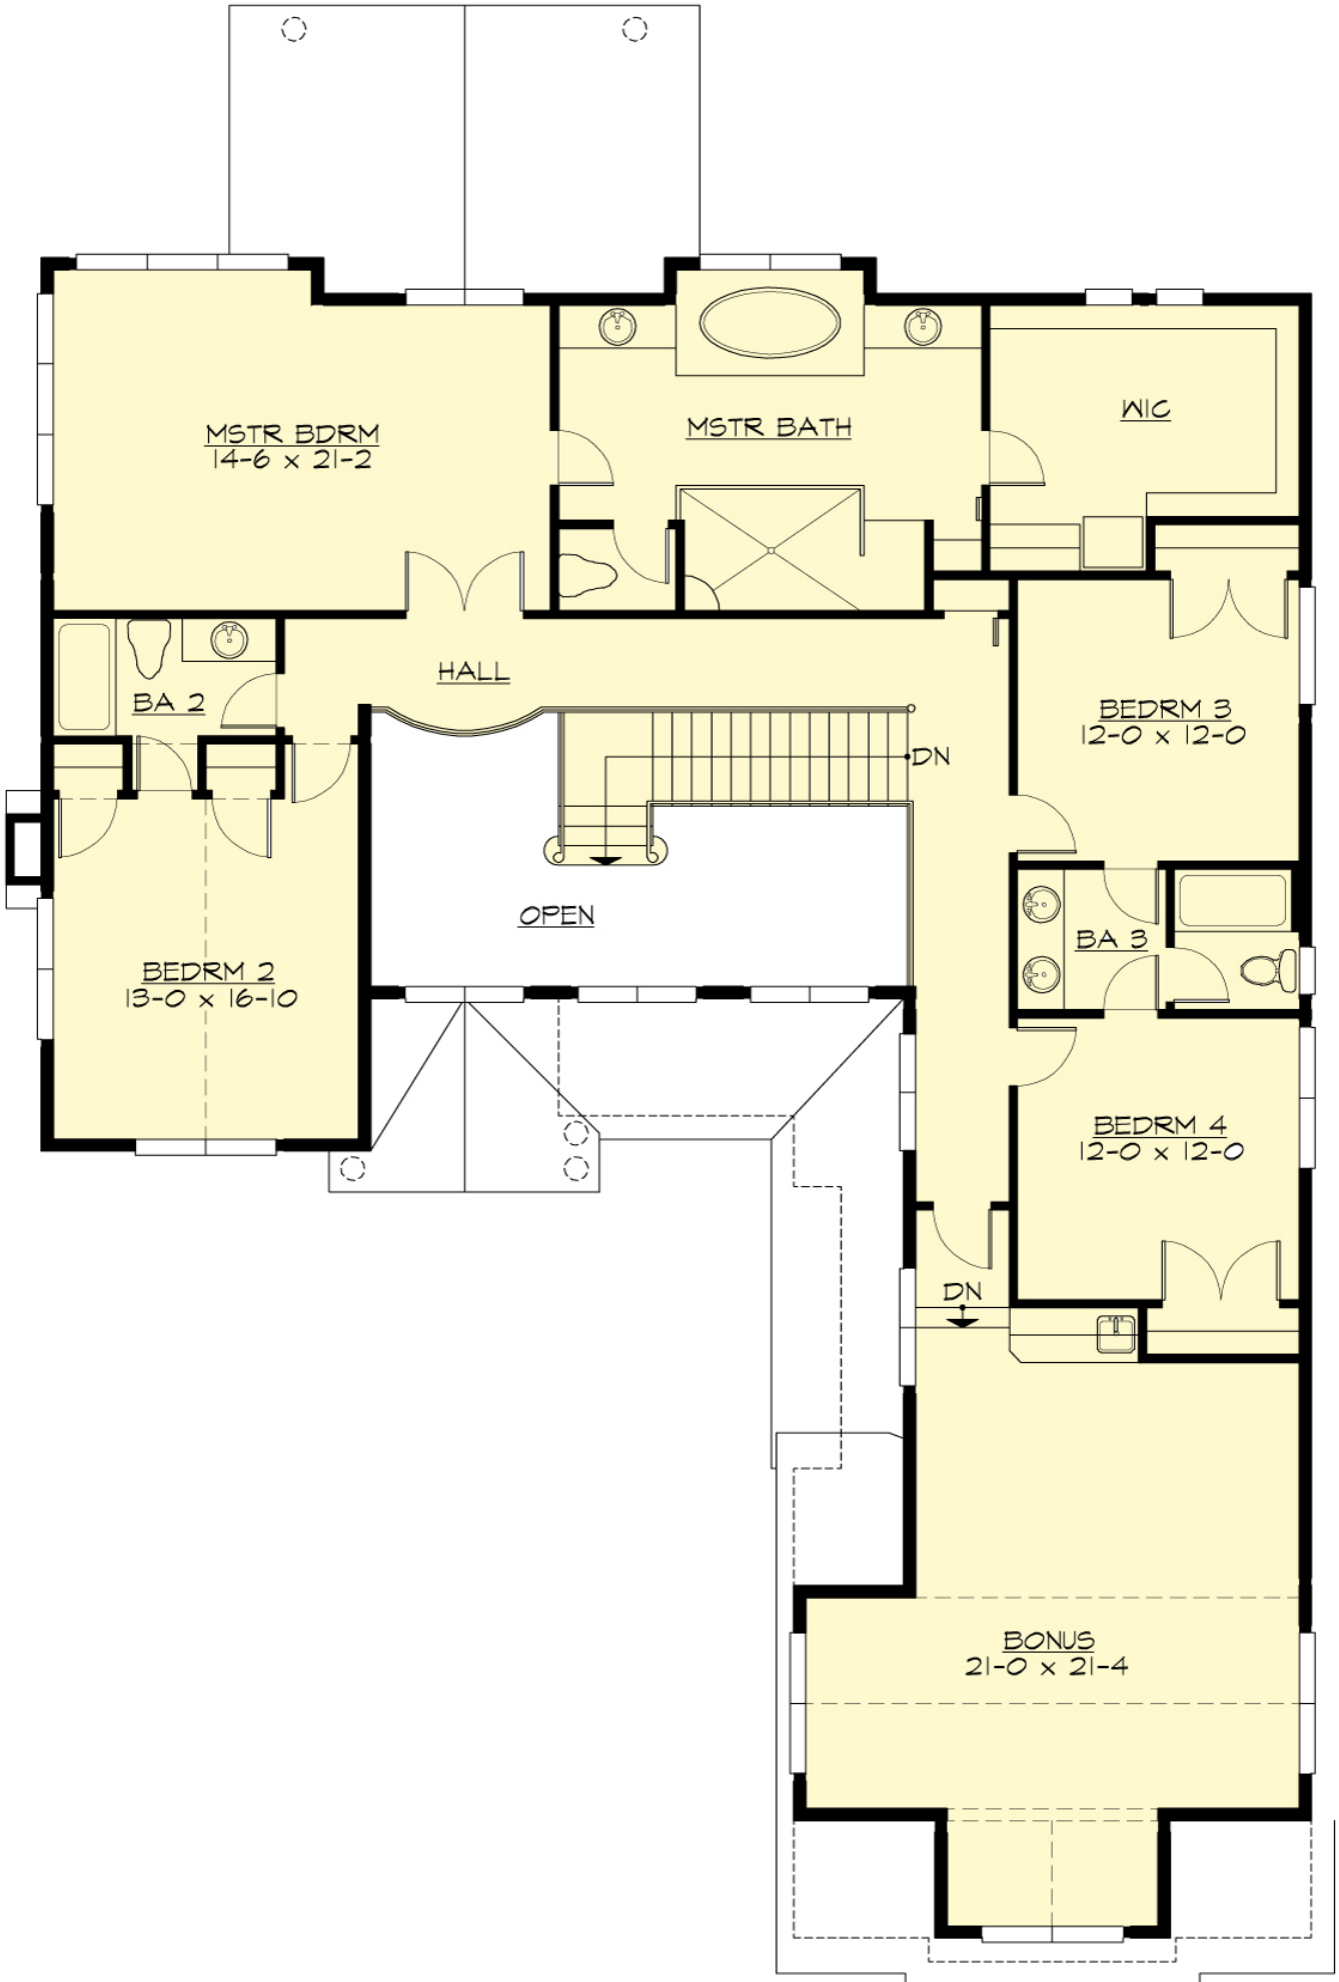 MSTR BDRM
14-6 x 21-2
MSTR BATH
WIC
HALL
BA 2
BEDRM 3
12-0 x 12-0
DN
OPEN
BA 3
BEDRM 2
13-0 x 16-10
BEDRM 4
12-0 x 12-0
DN
BONUS
21-0 x 21-4